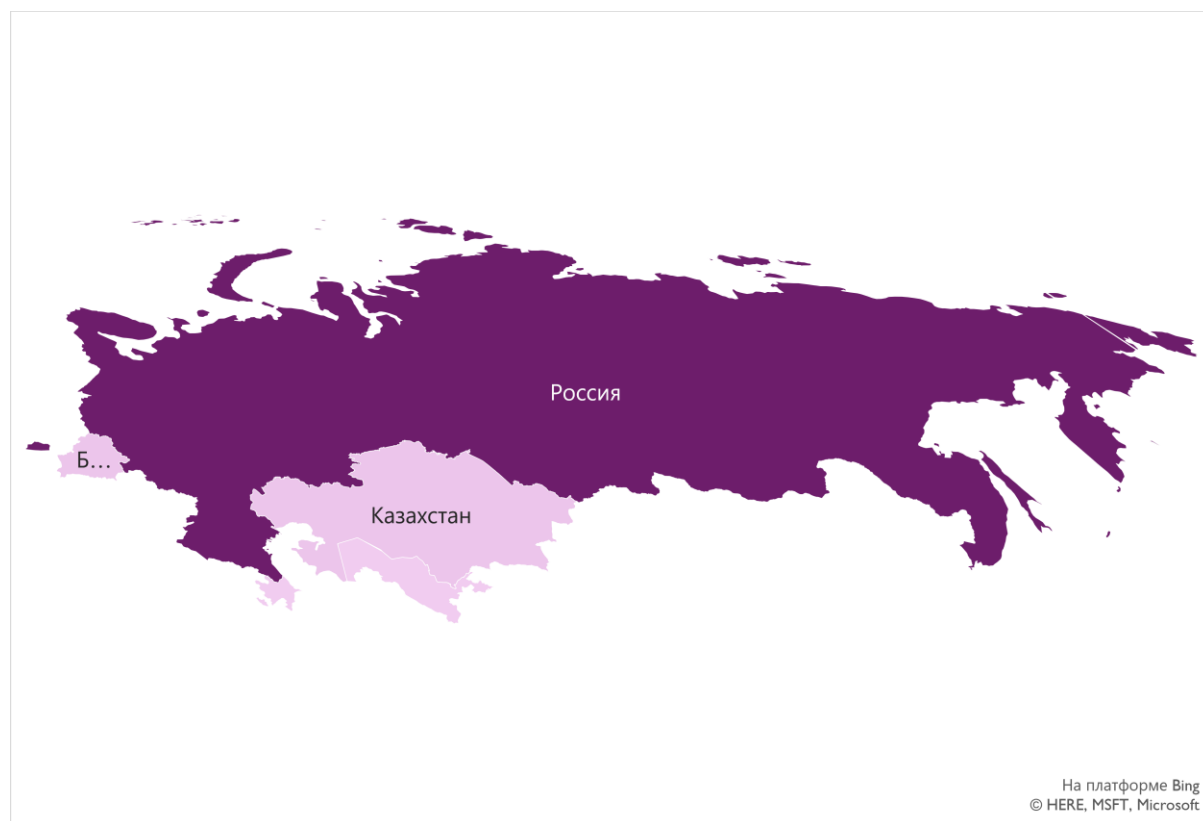 Россия
Б...
Казахстан
На платформе Bing
© HERE, MSFT, Microsoft